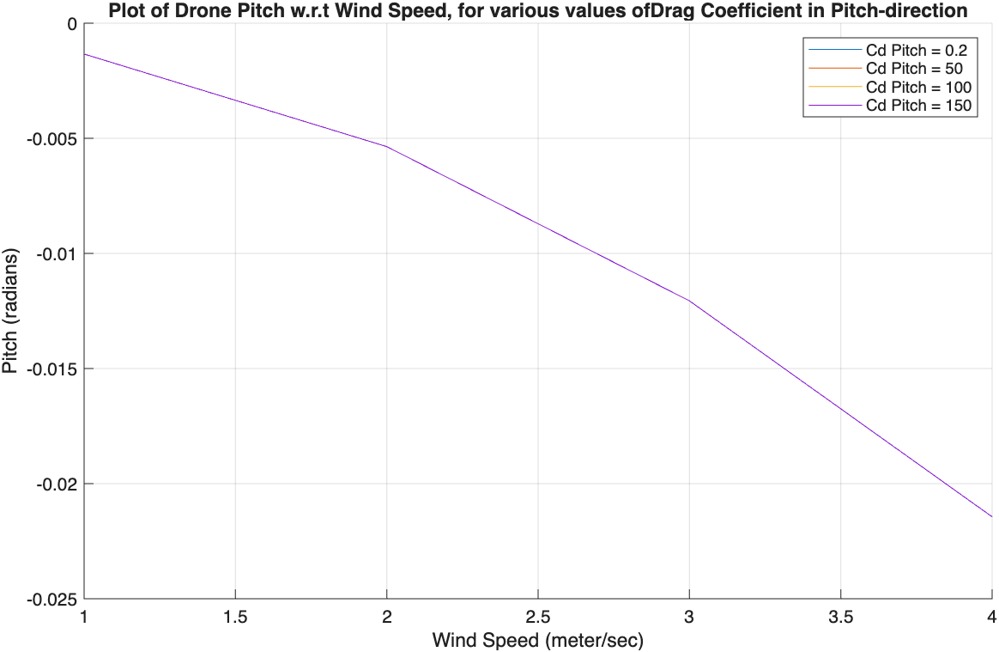 Plot of Drone Pitch w.r.t Wind Speed, for various values ofDrag Coefficient in Pitch-direction
Cd Pitch = 0.2
Cd Pitch = 50
Cd Pitch = 100
Cd Pitch = 150
Pitch (radians)
0
-0.005
-0.01
-0.015
-0.02
-0.025
1
1.5
2
2.5
3
3.5
4
Wind Speed (meter/sec)